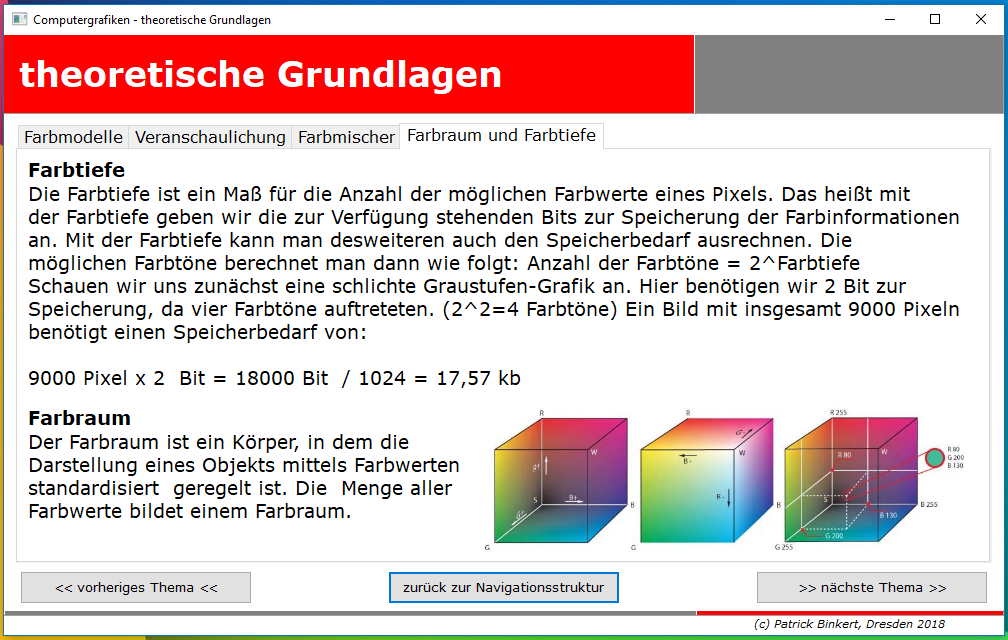 Computergrafiken - theoretische Grundlagen
theoretische Grundlagen
Farbmodelle Veranschaulichung Farbmischer Farbraum und Farbtiefe
Farbtiefe
Die Farbtiefe ist ein Maß für die Anzahl der möglichen Farbwerte eines Pixels. Das heißt mit
der Farbtiefe geben wir die zur Verfügung stehenden Bits zur Speicherung der Farbinformationen
an. Mit der Farbtiefe kann man desweiteren auch den Speicherbedarf ausrechnen. Die
möglichen Farbtöne berechnet man dann wie folgt: Anzahl der Farbtöne = 2^Farbtiefe
Schauen wir uns zunächst eine schlichte Graustufen-Grafik an. Hier benötigen wir 2 Bit zur
Speicherung, da vier Farbtöne auftreteten. (2^2=4 Farbtöne) Ein Bild mit insgesamt 9000 Pixeln
benötigt einen Speicherbedarf von:
9000 Pixel x 2  Bit = 18000 Bit  / 1024 = 17,57 kb
Farbraum
Der Farbraum ist ein Körper, in dem die
Darstellung eines Objekts mittels Farbwerten
standardisiert  geregelt ist. Die  Menge aller
Farbwerte bildet einem Farbraum.
R
W
R+
S
B+
G+
B
G
R
G-
W
B-
R-
B
G
R 255
R 80
W
S
B 130
B 255
G 200
G 255
R 80
G 200
B 130
<< vorheriges Thema <<
zurück zur Navigationsstruktur
>> nächste Thema >>
(c) Patrick Binkert, Dresden 2018